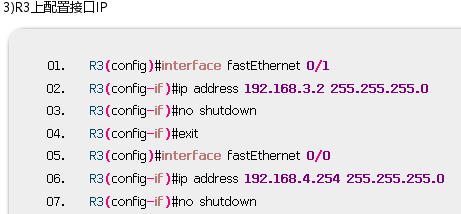 3)R3上配置接口IP
01. R3(config)#interface fastEthernet 0/1
02. R3(config-if)#ip address 192.168.3.2 255.255.255.0
03. R3(config-if)#no shutdown
04. R3(config-if)#exit
05. R3(config-if)#interface fastEthernet 0/0
06. R3(config-if)#ip address 192.168.4.254 255.255.255.0
07. R3(config-if)#no shutdown